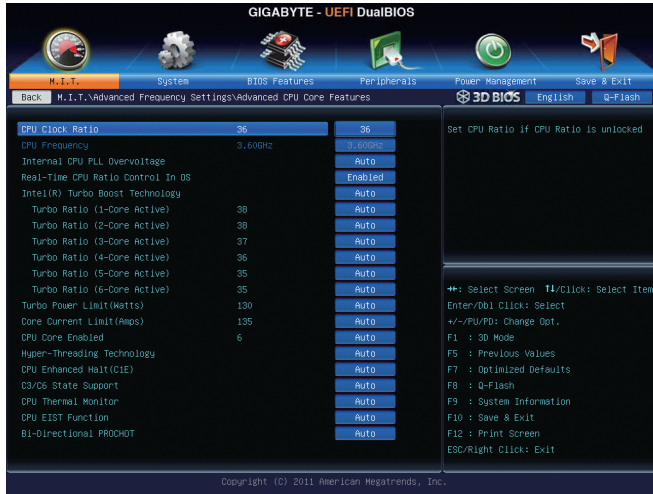 GIGABYTE - UEFI DualBIOS
M.I.T. System BIOS Features Peripherals Power Management Save & Exit
Back M.I.T.\Advanced Frequency Settings\Advanced CPU Core Features 3D BIOS English Q-Flash
CPU Clock Ratio 36 36
CPU Frequency 3.60GHz 3.60GHz
Internal CPU PLL Overvoltage Auto
Real-Time CPU Ratio Control In OS Enabled
Intel(R) Turbo Boost Technology Auto
Turbo Ratio (1-Core Active) 38 Auto
Turbo Ratio (2-Core Active) 38 Auto
Turbo Ratio (3-Core Active) 37 Auto
Turbo Ratio (4-Core Active) 36 Auto
Turbo Ratio (5-Core Active) 35 Auto
Turbo Ratio (6-Core Active) 35 Auto
Turbo Power Limit(Watts) 130 Auto
Core Current Limit(Amps) 135 Auto
CPU Core Enabled 6 Auto
Hyper-Threading Technology Auto
CPU Enhanced Halt(C1E) Auto
C3/C6 State Support Auto
CPU Thermal Monitor Auto
CPU EIST Function Auto
Bi-Directional PROCHOT Auto
Set CPU Ratio if CPU Ratio is unlocked
→←: Select Screen ↑↓/Click: Select Item
Enter/Dbl Click: Select
+/-/PU/PD: Change Opt.
F1 : 3D Mode
F5 : Previous Values
F7 : Optimized Defaults
F8 : Q-Flash
F9 : System Information
F10 : Save & Exit
F12 : Print Screen
ESC/Right Click: Exit
Copyright (C) 2011 American Megatrends, Inc.